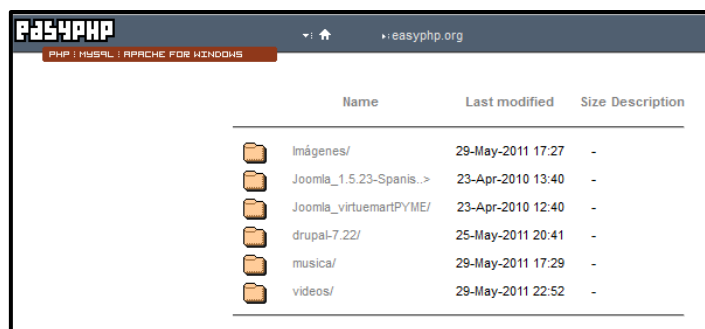 EASYPHP
PHP | MYSQL | APACHE FOR WINDOWS
easyphp.org
Name Last modified Size Description
Imágenes/ 29-May-2011 17:27 -
Joomla_1.5.23-Spanis..> 23-Apr-2010 13:40 -
Joomla_virtuemartPYME/ 23-Apr-2010 12:40 -
drupal-7.22/ 25-May-2011 20:41 -
musica/ 29-May-2011 17:29 -
videos/ 29-May-2011 22:52 -